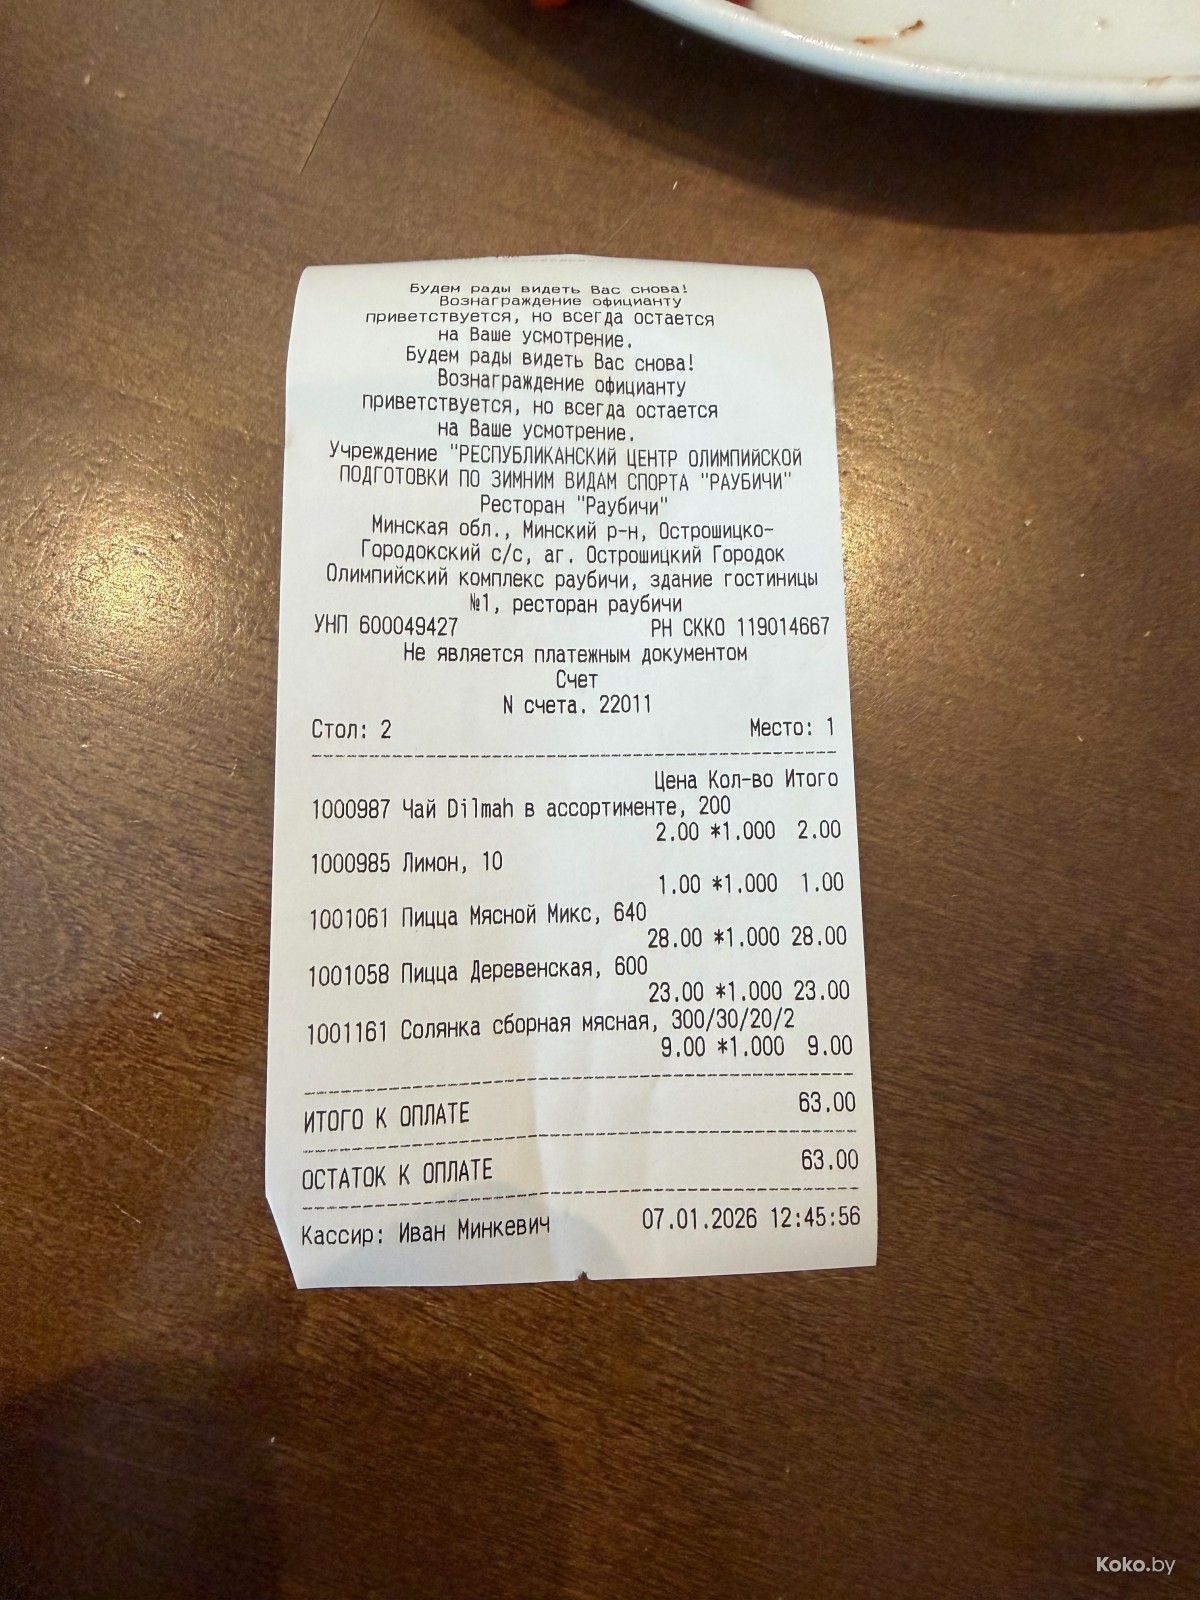 Будем рады видеть Вас снова!
Вознаграждение официанту
приветствуется, но всегда остается
на Ваше усмотрение.
Будем рады видеть Вас снова!
Вознаграждение официанту
приветствуется, но всегда остается
на Ваше усмотрение.
Учреждение "РЕСПУБЛИКАНСКИЙ ЦЕНТР ОЛИМПИЙСКОЙ
ПОДГОТОВКИ ПО ЗИМНИМ ВИДАМ СПОРТА "РАУБИЧИ"
Ресторан "Раубичи"
Минская обл., Минский р-н, Острошицко-
Городокский с/с, аг. Острошицкий Городок
Олимпийский комплекс раубичи, здание гостиницы
№1, ресторан раубичи
УНП 600049427 РН СККО 119014667
Не является платежным документом
Счет
N счета. 22011
Стол: 2 Место: 1
Цена Кол-во Итого
1000987 Чай Dilmah в ассортименте, 200
2.00 *1.000 2.00
1000985 Лимон, 10
1.00 *1.000 1.00
1001061 Пицца Мясной Микс, 640
28.00 *1.000 28.00
1001058 Пицца Деревенская, 600
23.00 *1.000 23.00
1001161 Солянка сборная мясная, 300/30/20/2
9.00 *1.000 9.00
ИТОГО К ОПЛАТЕ 63.00
ОСТАТОК К ОПЛАТЕ 63.00
Кассир: Иван Минкевич 07.01.2026 12:45:56
Koko.by